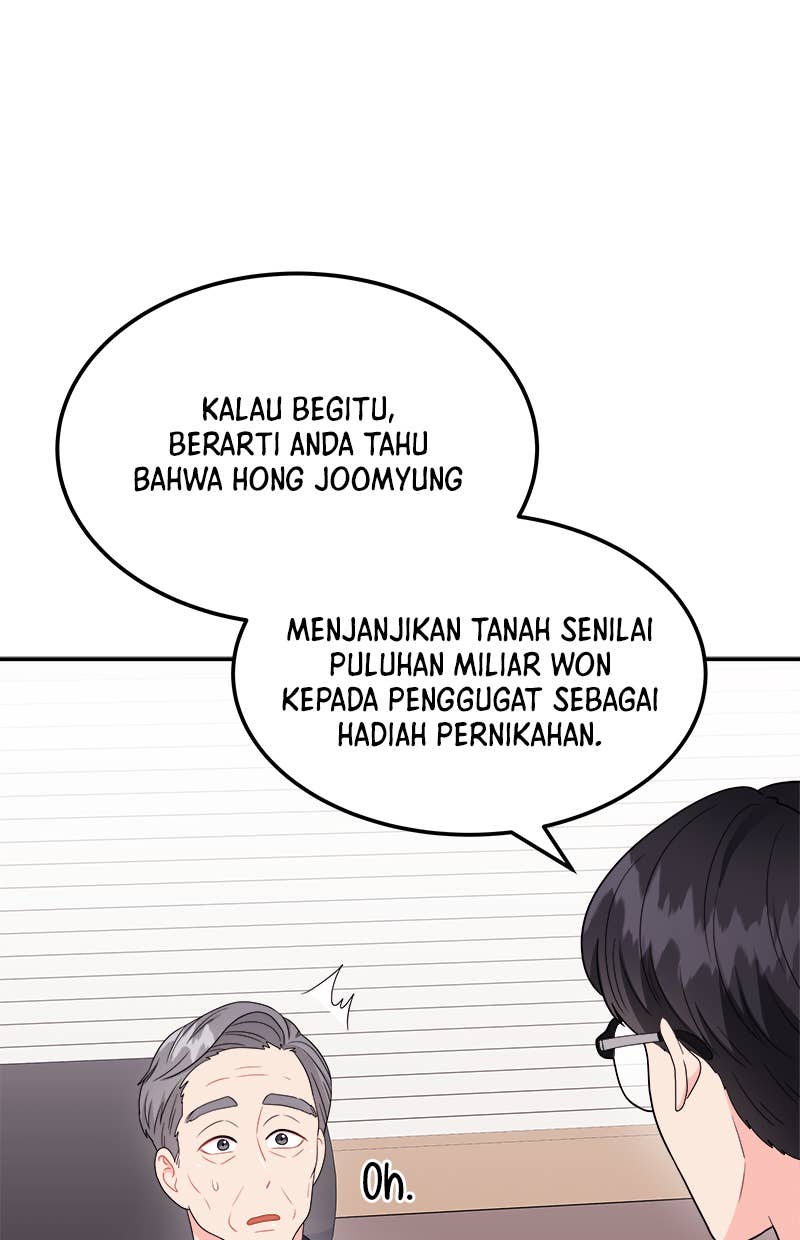 KALAU BEGITU,
BERARTI ANDA TAHU
BAHWA HONG JOOMYUNG
MENJANJIKAN TANAH SENILAI
PULUHAN MILIAR WON
KEPADA PENGGUGAT SEBAGAI
HADIAH PERNIKAHAN.
Oh.